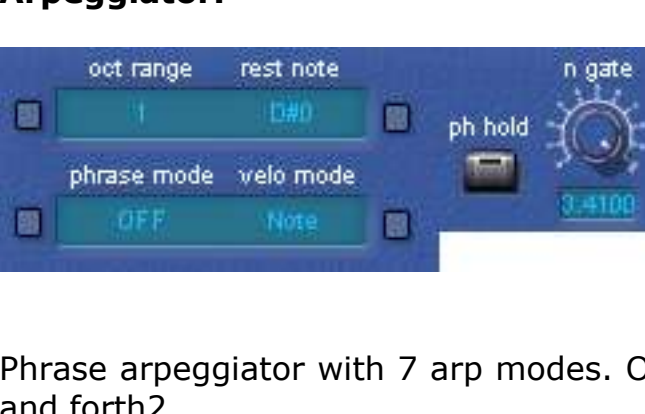 Arpeggiator:
oct range rest note n gate
1 D#0
ph hold
phrase mode velo mode
3.4100
OFF Note
Phrase arpeggiator with 7 arp modes. O
and forth2